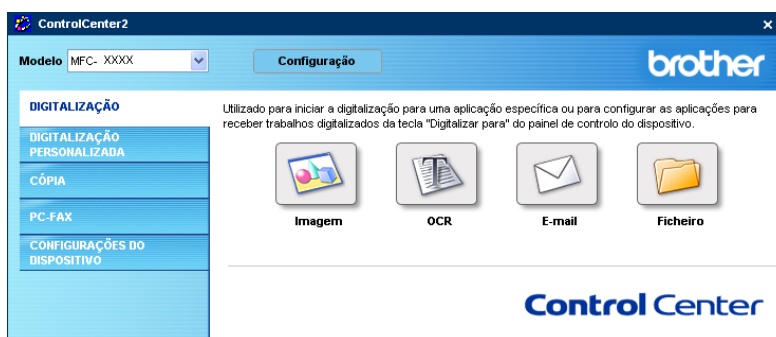 ControlCenter2
Modelo MFC- XXXX
Configuração
brother
DIGITALIZAÇÃO
DIGITALIZAÇÃO
PERSONALIZADA
CÓPIA
PC-FAX
CONFIGURAÇÕES DO
DISPOSITIVO
Utilizado para iniciar a digitalização para uma aplicação específica ou para configurar as aplicações para
receber trabalhos digitalizados da tecla "Digitalizar para" do painel de controlo do dispositivo.
Imagem
OCR
E-mail
Ficheiro
Control Center